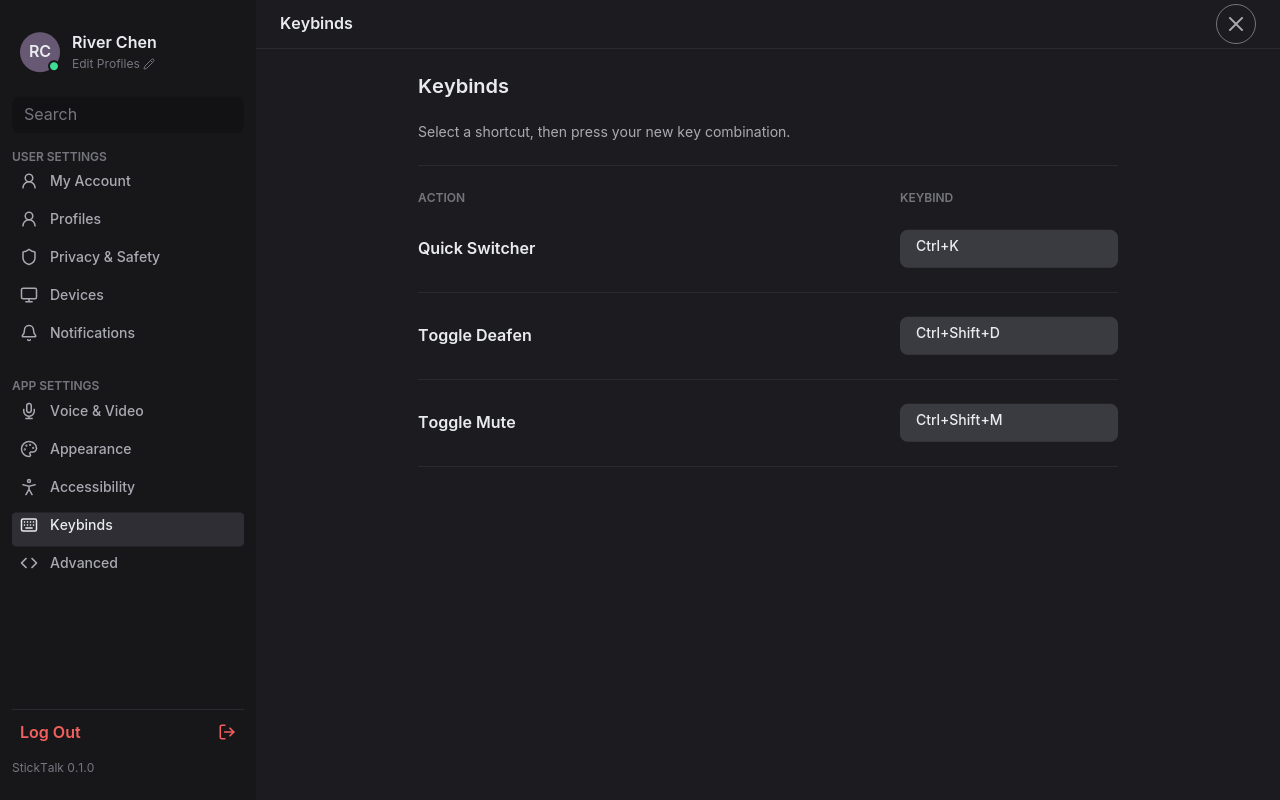 RC
River Chen
Edit Profiles
Search
USER SETTINGS
My Account
Profiles
Privacy & Safety
Devices
Notifications
APP SETTINGS
Voice & Video
Appearance
Accessibility
Keybinds
Advanced
Log Out
StickTalk 0.1.0
Keybinds
Keybinds
Select a shortcut, then press your new key combination.
ACTION KEYBIND
Quick Switcher Ctrl+K
Toggle Deafen Ctrl+Shift+D
Toggle Mute Ctrl+Shift+M